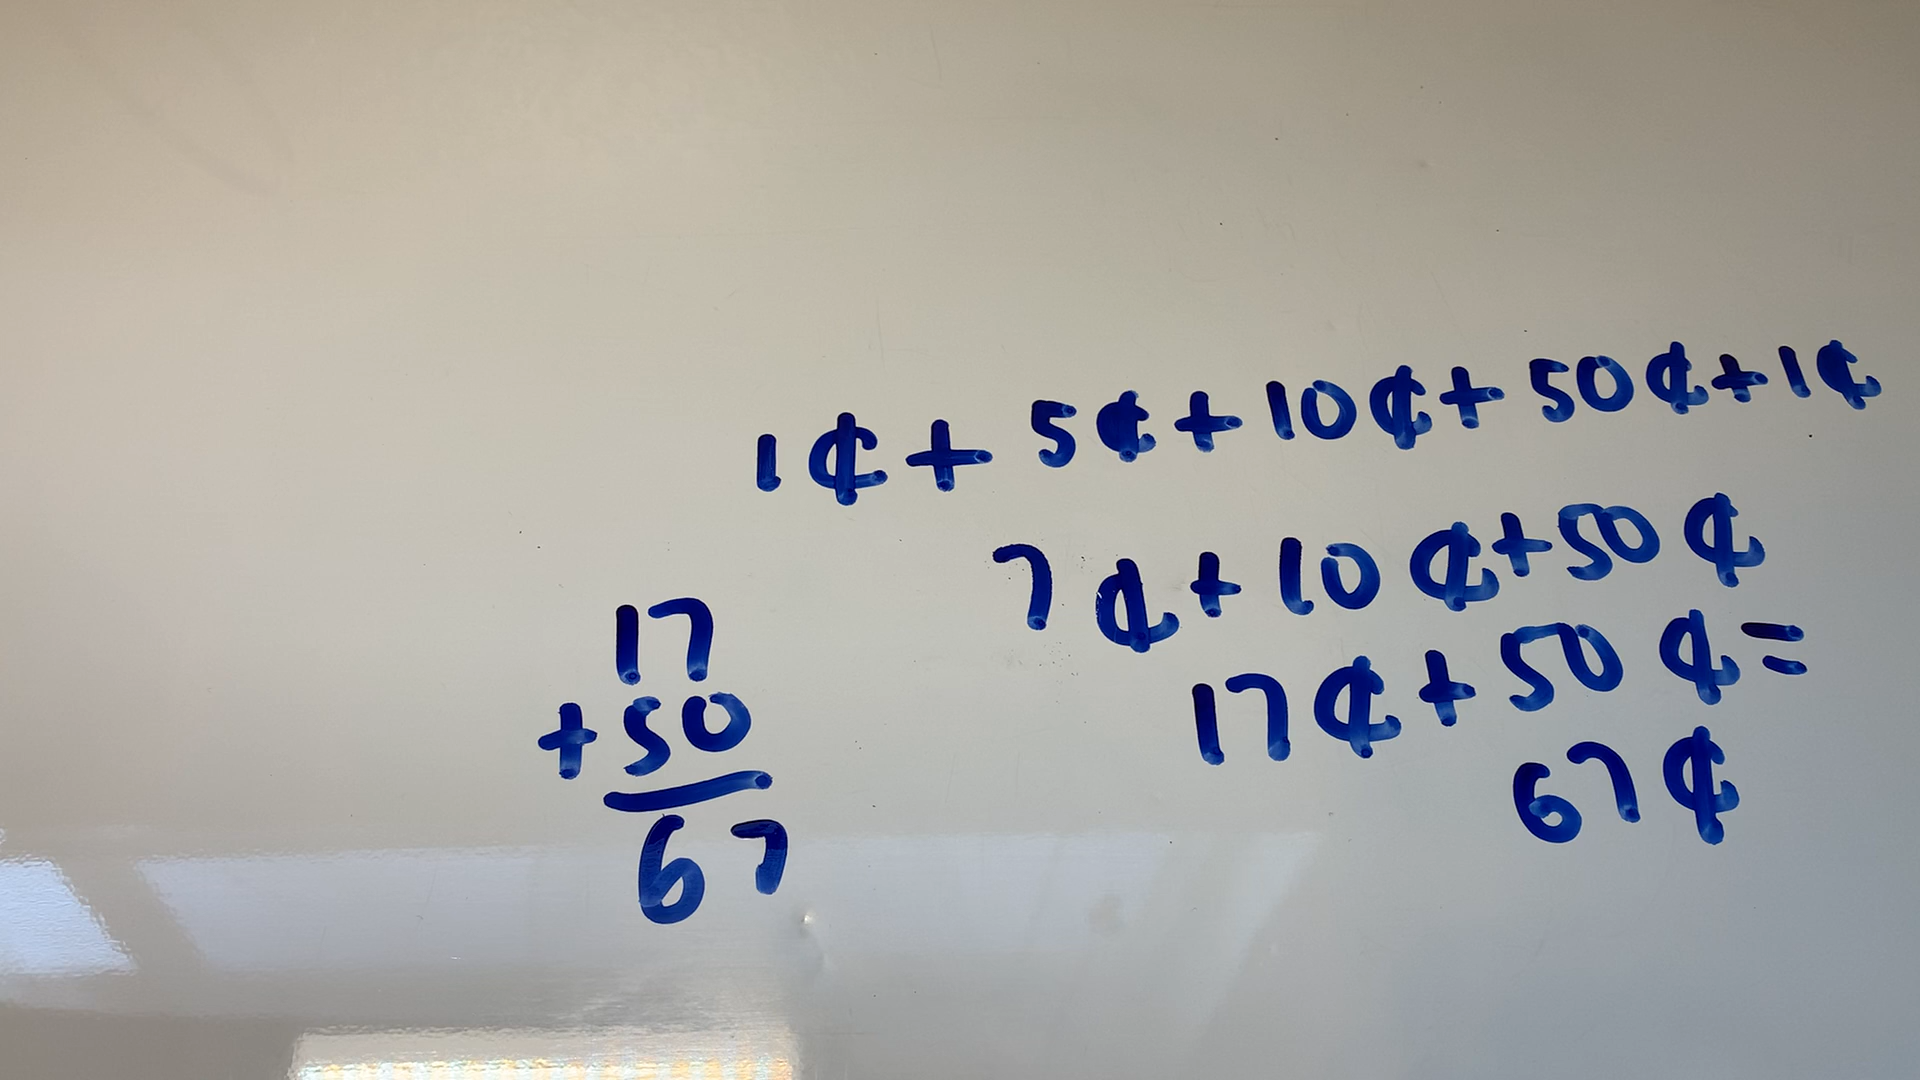 1¢ + 5¢ + 10¢ + 50¢ + 1¢
7¢ + 10¢ + 50¢
17¢ + 50¢ =
67¢
17
+ 50
67